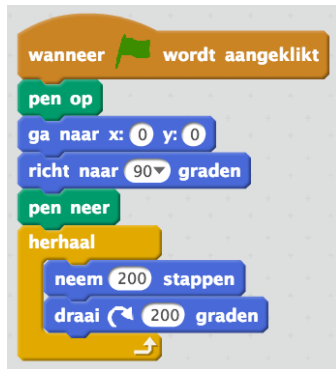 wanneer wordt aangeklikt
pen op
ga naar x: 0 y: 0
richt naar 90 graden
pen neer
herhaal
neem 200 stappen
draai 200 graden